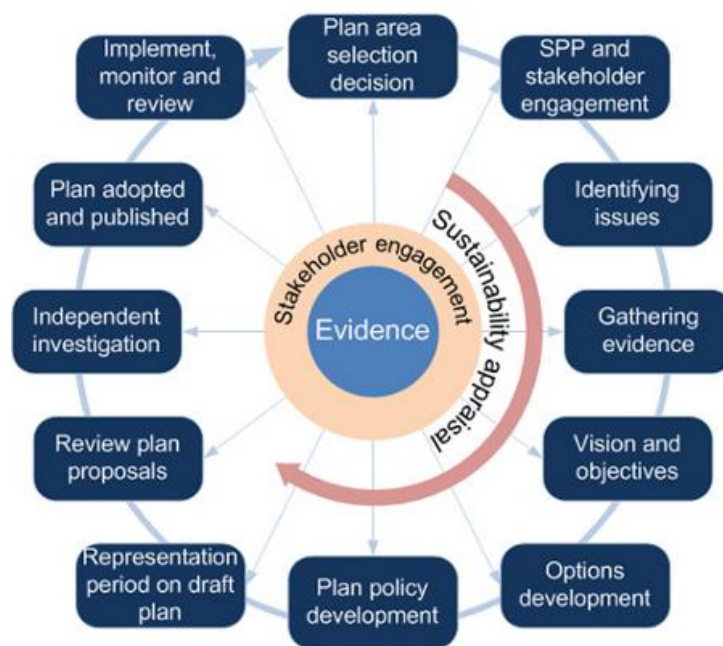 Plan area
selection
decision
SPP and
stakeholder
engagement
Identifying
issues
Gathering
evidence
Vision and
objectives
Options
development
Plan policy
development
Representation
period on draft
plan
Review plan
proposals
Independent
investigation
Plan adopted
and published
Implement,
monitor and
review
Stakeholder engagement
Evidence
Sustainability appraisal